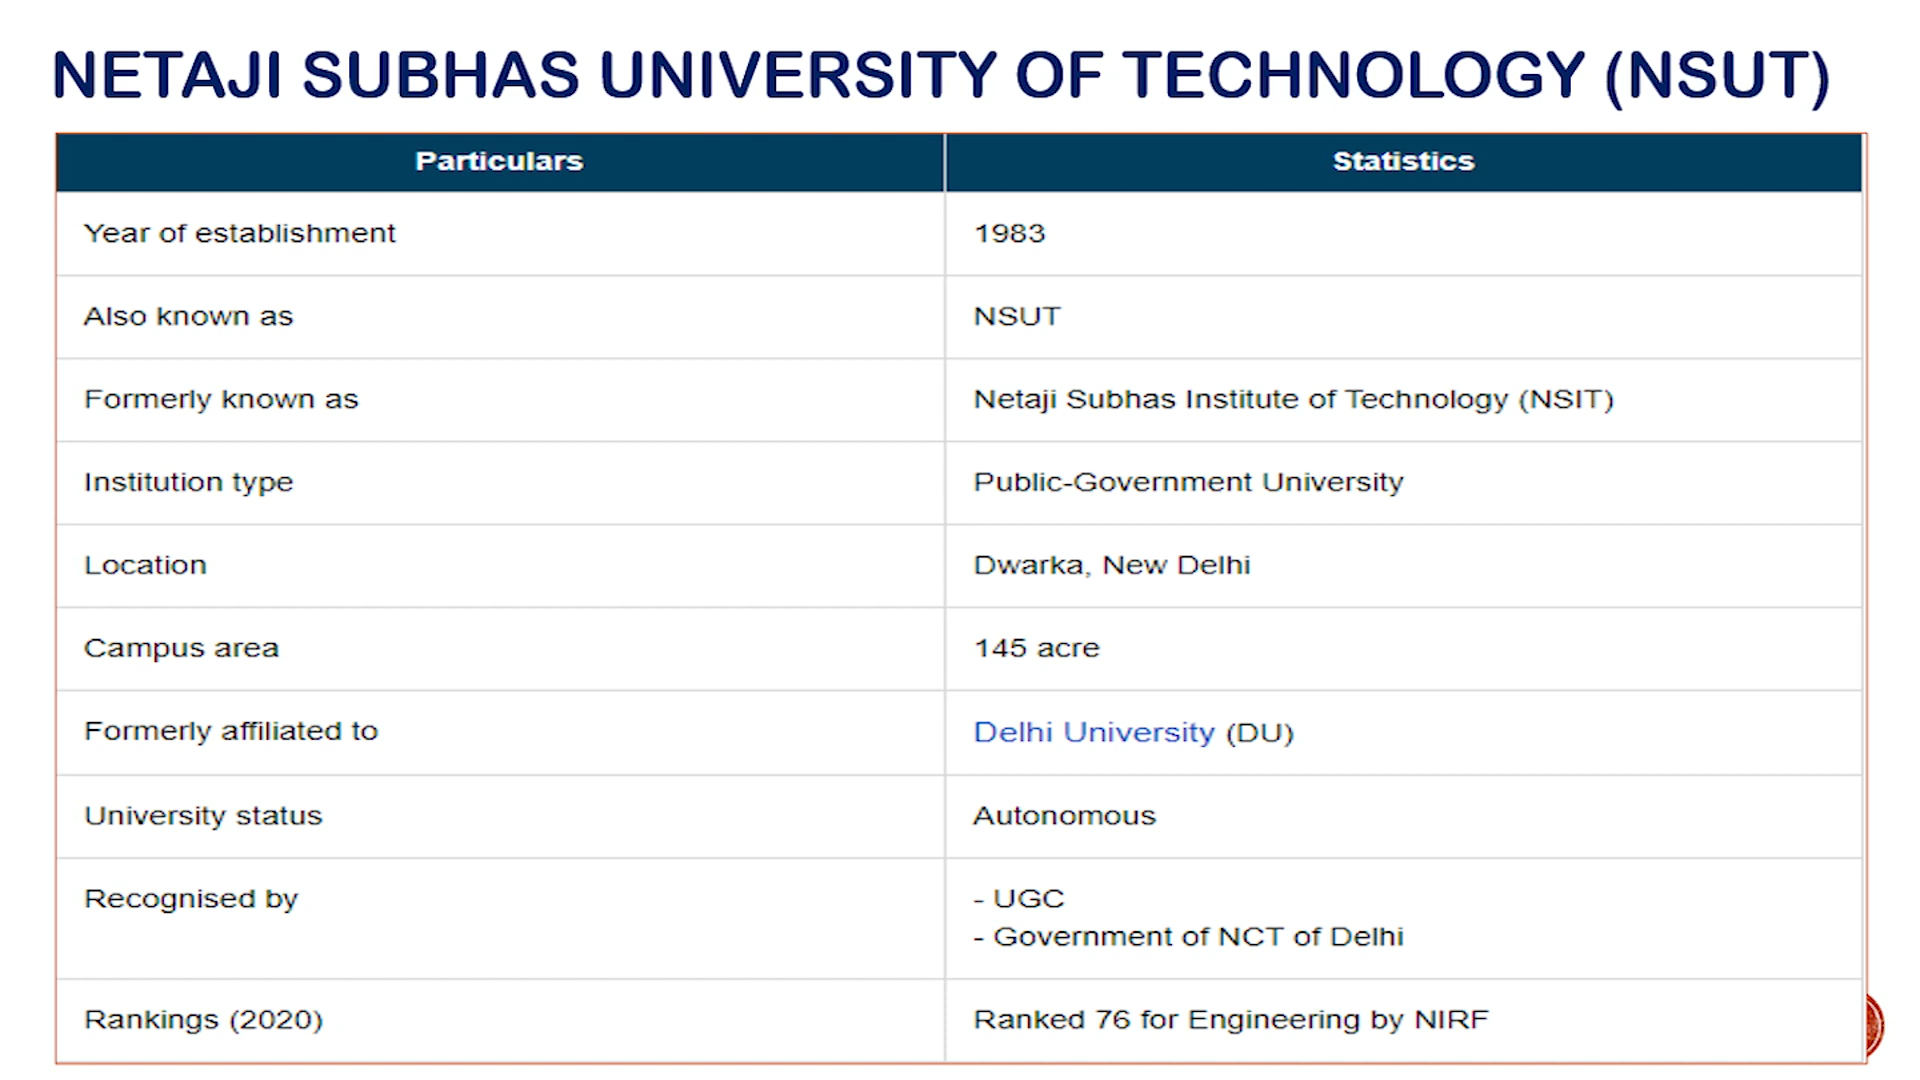 NETAJI SUBHAS UNIVERSITY OF TECHNOLOGY (NSUT)
Particulars Statistics
Year of establishment 1983
Also known as NSUT
Formerly known as Netaji Subhas Institute of Technology (NSIT)
Institution type Public-Government University
Location Dwarka, New Delhi
Campus area 145 acre
Formerly affiliated to Delhi University (DU)
University status Autonomous
Recognised by - UGC
- Government of NCT of Delhi
Rankings (2020) Ranked 76 for Engineering by NIRF